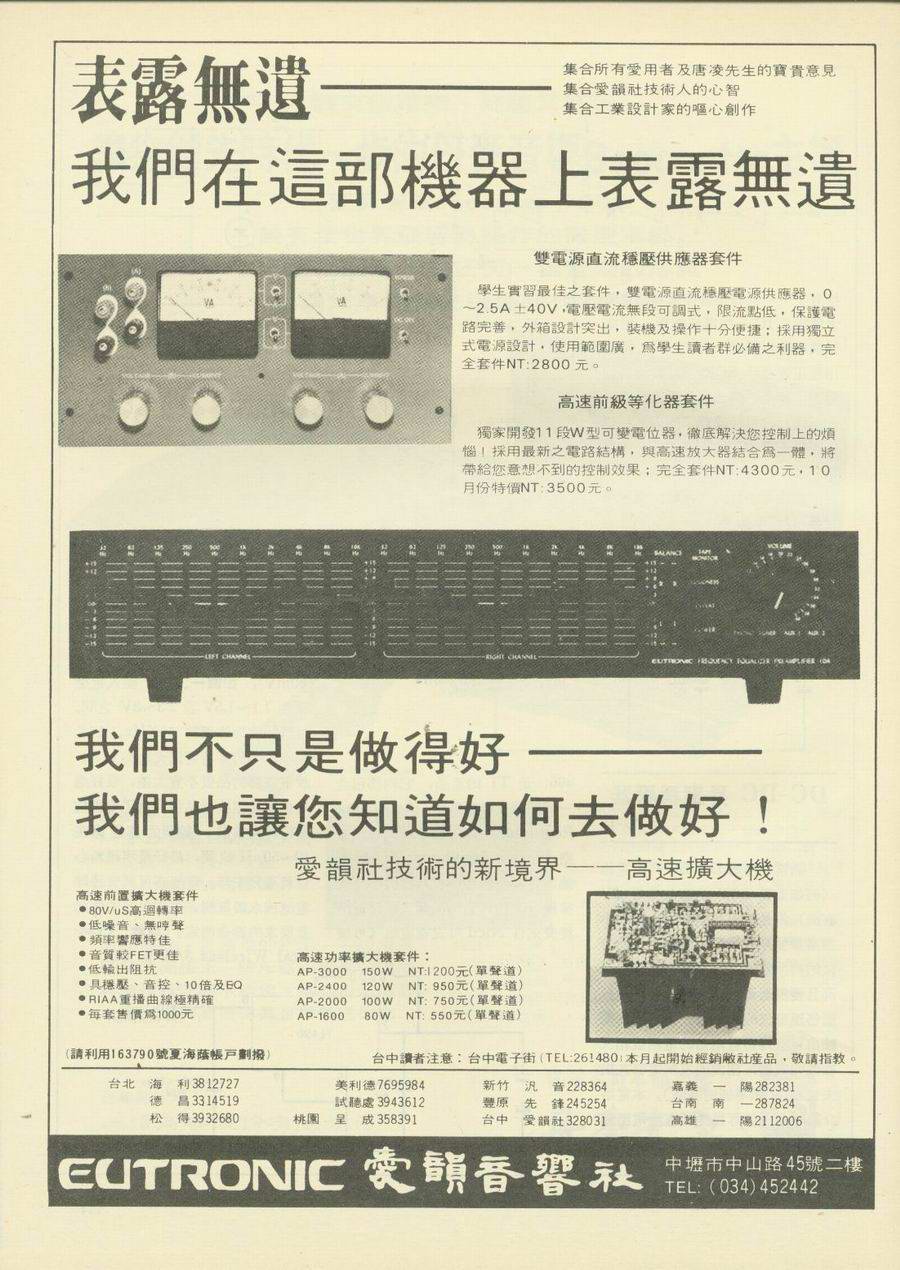 表露無遺——
集合所有愛用者及唐凌先生的寶貴意見
集合愛韻社技術人的心智
集合工業設計家的嘔心創作
我們在這部機器上表露無遺
(B) (A)
VA
VA
雙電源直流穩壓供應器套件
學生實習最佳之套件，雙電源直流穩壓電源供應器，0
～2.5A ±40V，電壓電流無段可調式，限流點低，保護電
路完善，外箱設計突出，裝機及操作十分便捷；採用獨立
式電源設計，使用範圍廣，爲學生讀者群必備之利器，完
全套件NT:2800 元。
高速前級等化器套件
獨家開發11段W型可變電位器，徹底解決您控制上的煩
惱！採用最新之電路結構，與高速放大器結合爲一體，將
帶給您意想不到的控制效果；完全套件NT:4300元，10
月份特價NT:3500元。
BALANCE
TAPE MONITOR
VOLUME
LEFT CHANNEL
RIGHT CHANNEL
TUNER AUX 1 AUX 2
EUTRONIC FREQUENCY EQUALIZER PREAMPLIFIER 10A
我們不只是做得好——
我們也讓您知道如何去做好！
愛韻社技術的新境界——高速擴大機
高速前置擴大機套件
●80V/uS高迴轉率
●低噪音、無哼聲
●頻率響應特佳
●音質較FET更佳
●低輸出阻抗
●具穩壓、音控、10倍及EQ
●RIAA重播曲線極精確
●每套售價爲1000元
高速功率擴大機套件：
AP-3000 150W NT:1200元(單聲道)
AP-2400 120W NT: 950元(單聲道)
AP-2000 100W NT: 750元(單聲道)
AP-1600 80W NT: 550元(單聲道)
(請利用163790號夏海蔭帳戶劃撥)
台中讀者注意：台中電子街(TEL:261480)本月起開始經銷敝社産品，敬請指教。
台北 海 利3812727 美利德7695984 新竹 汎 音228364 嘉義 一 陽282381
德 昌3314519 試聽處3943612 豐原 先 鋒245254 台南 南 一287824
松 得3932680 桃園 呈 成358391 台中 愛韻社328031 高雄 一 陽2112006
EUTRONIC 愛韻音響社
中壢市中山路45號二樓
TEL: (034)452442